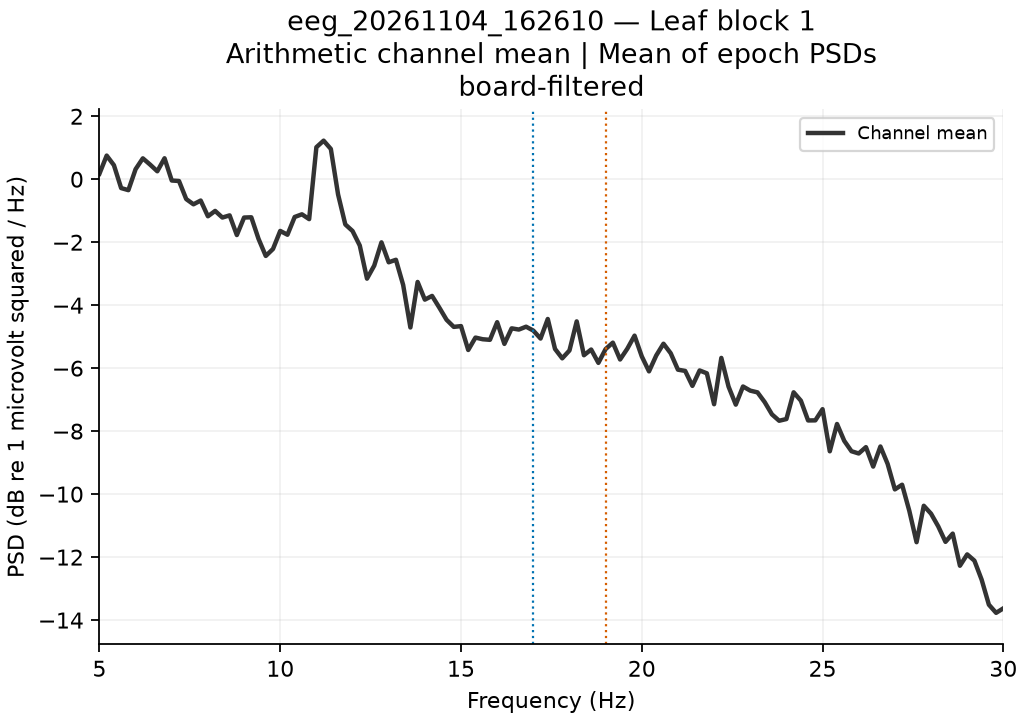 eeg_20261104_162610 — Leaf block 1
Arithmetic channel mean | Mean of epoch PSDs
board-filtered
Channel mean
PSD (dB re 1 microvolt squared / Hz)
2
0
−2
−4
−6
−8
−10
−12
−14
5
10
15
20
25
30
Frequency (Hz)